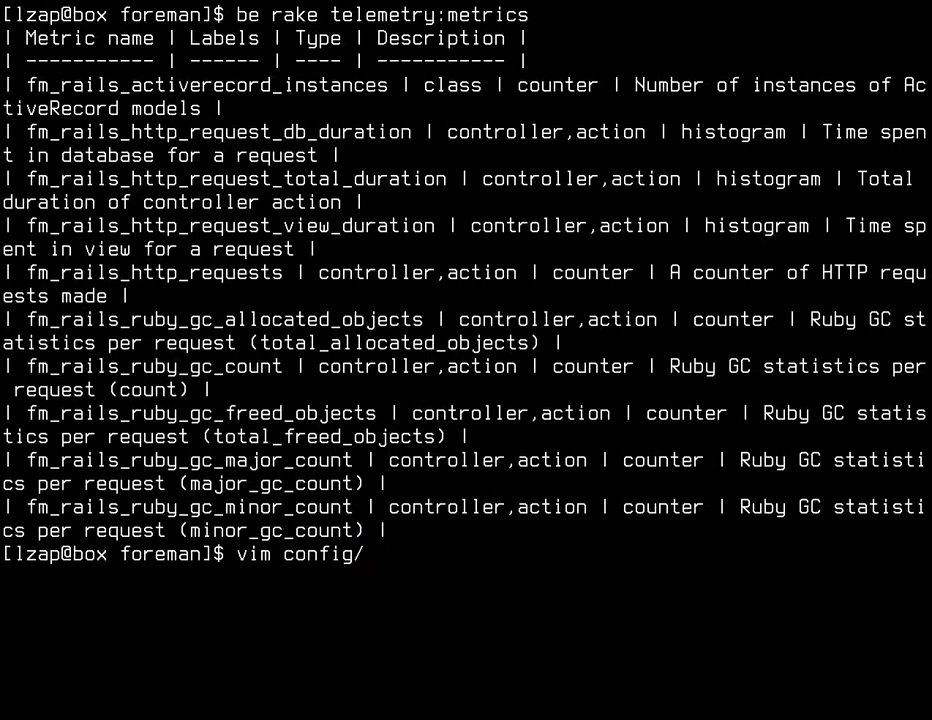 [lzap@box foreman]$ be rake telemetry:metrics
| Metric name | Labels | Type | Description |
| ----------- | ------ | ---- | ----------- |
| fm_rails_activerecord_instances | class | counter | Number of instances of Ac
tiveRecord models |
| fm_rails_http_request_db_duration | controller,action | histogram | Time spen
t in database for a request |
| fm_rails_http_request_total_duration | controller,action | histogram | Total
duration of controller action |
| fm_rails_http_request_view_duration | controller,action | histogram | Time sp
ent in view for a request |
| fm_rails_http_requests | controller,action | counter | A counter of HTTP requ
ests made |
| fm_rails_ruby_gc_allocated_objects | controller,action | counter | Ruby GC st
atistics per request (total_allocated_objects) |
| fm_rails_ruby_gc_count | controller,action | counter | Ruby GC statistics per
 request (count) |
| fm_rails_ruby_gc_freed_objects | controller,action | counter | Ruby GC statis
tics per request (total_freed_objects) |
| fm_rails_ruby_gc_major_count | controller,action | counter | Ruby GC statisti
cs per request (major_gc_count) |
| fm_rails_ruby_gc_minor_count | controller,action | counter | Ruby GC statisti
cs per request (minor_gc_count) |
[lzap@box foreman]$ vim config/